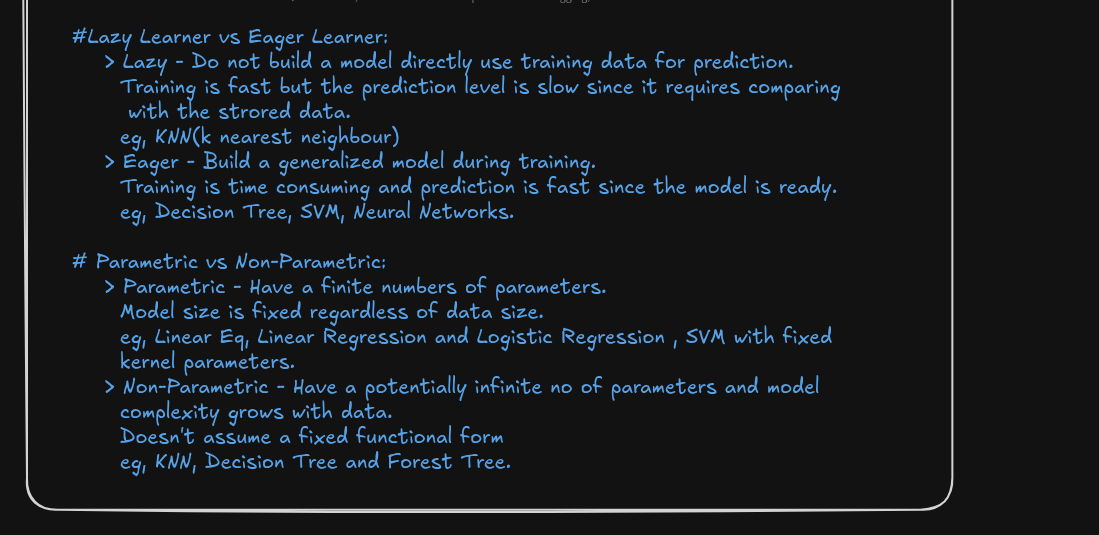 #Lazy Learner vs Eager Learner:
> Lazy - Do not build a model directly use training data for prediction.
Training is fast but the prediction level is slow since it requires comparing
with the strored data.
eg, KNN(k nearest neighbour)
> Eager - Build a generalized model during training.
Training is time consuming and prediction is fast since the model is ready.
eg, Decision Tree, SVM, Neural Networks.
# Parametric vs Non-Parametric:
> Parametric - Have a finite numbers of parameters.
Model size is fixed regardless of data size.
eg, Linear Eq, Linear Regression and Logistic Regression , SVM with fixed
kernel parameters.
> Non-Parametric - Have a potentially infinite no of parameters and model
complexity grows with data.
Doesn't assume a fixed functional form
eg, KNN, Decision Tree and Forest Tree.